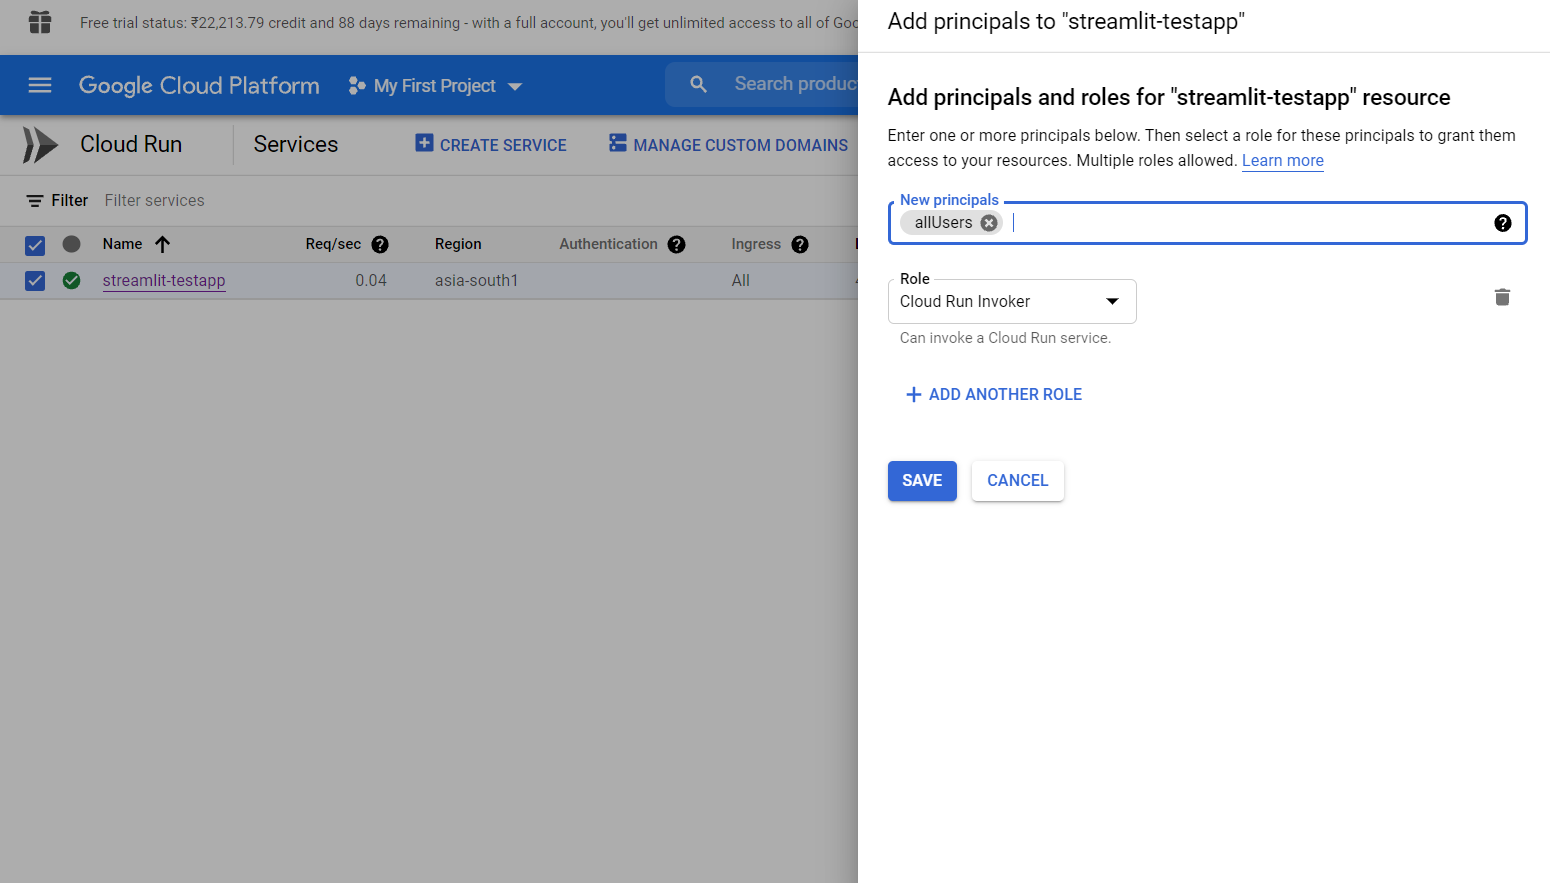 Free trial status: ₹22,213.79 credit and 88 days remaining - with a full account, you'll get unlimited access to all of Goo
Google Cloud Platform
My First Project
Search produc
Cloud Run
Services
CREATE SERVICE
MANAGE CUSTOM DOMAINS
Filter
Filter services
Name
Req/sec
Region
Authentication
Ingress
streamlit-testapp
0.04
asia-south1
All
Add principals to "streamlit-testapp"
Add principals and roles for "streamlit-testapp" resource
Enter one or more principals below. Then select a role for these principals to grant them
access to your resources. Multiple roles allowed. Learn more
New principals
allUsers
Role
Cloud Run Invoker
Can invoke a Cloud Run service.
ADD ANOTHER ROLE
SAVE
CANCEL